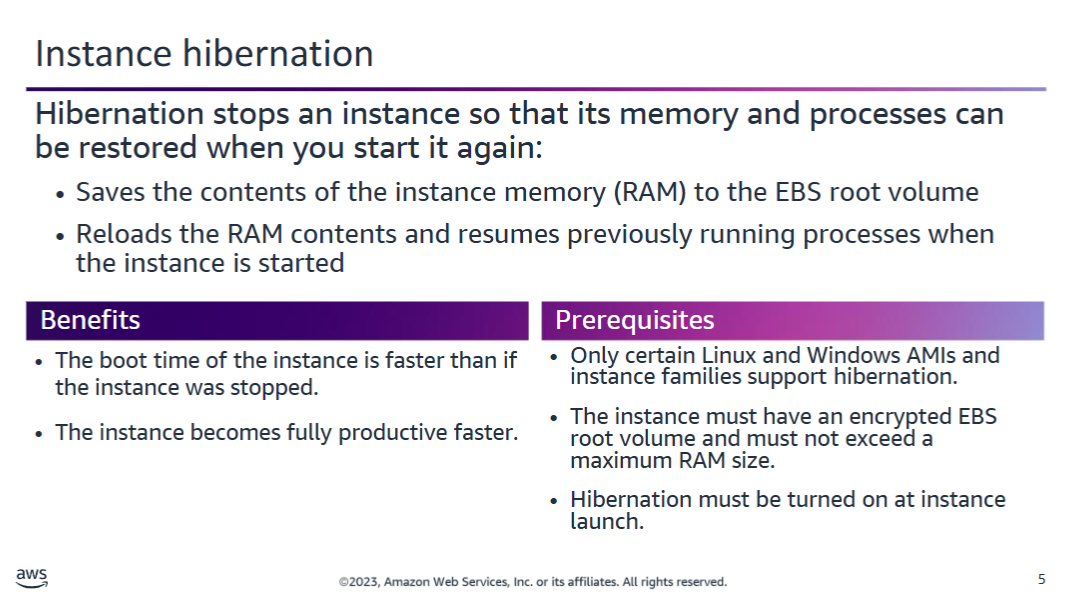 Instance hibernation
Hibernation stops an instance so that its memory and processes can
be restored when you start it again:
• Saves the contents of the instance memory (RAM) to the EBS root volume
• Reloads the RAM contents and resumes previously running processes when
the instance is started
Benefits
• The boot time of the instance is faster than if
the instance was stopped.
• The instance becomes fully productive faster.
Prerequisites
• Only certain Linux and Windows AMIs and
instance families support hibernation.
• The instance must have an encrypted EBS
root volume and must not exceed a
maximum RAM size.
• Hibernation must be turned on at instance
launch.
aws
©2023, Amazon Web Services, Inc. or its affiliates. All rights reserved.
5